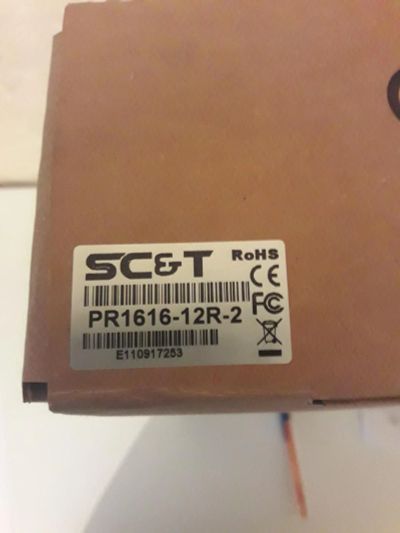 SC&T
RoHS
CE
FC
PR1616-12R-2
E110917253